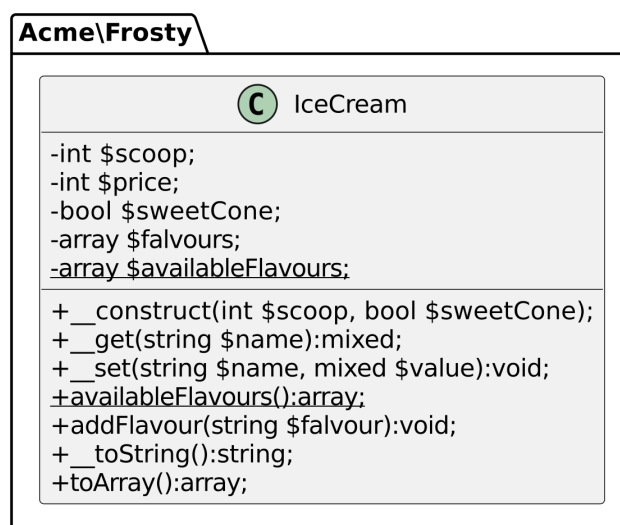 Acme\Frosty
C IceCream
-int $scoop;
-int $price;
-bool $sweetCone;
-array $falvours;
-array $availableFlavours;
+__construct(int $scoop, bool $sweetCone);
+__get(string $name):mixed;
+__set(string $name, mixed $value):void;
+availableFlavours():array;
+addFlavour(string $falvour):void;
+__toString():string;
+toArray():array;